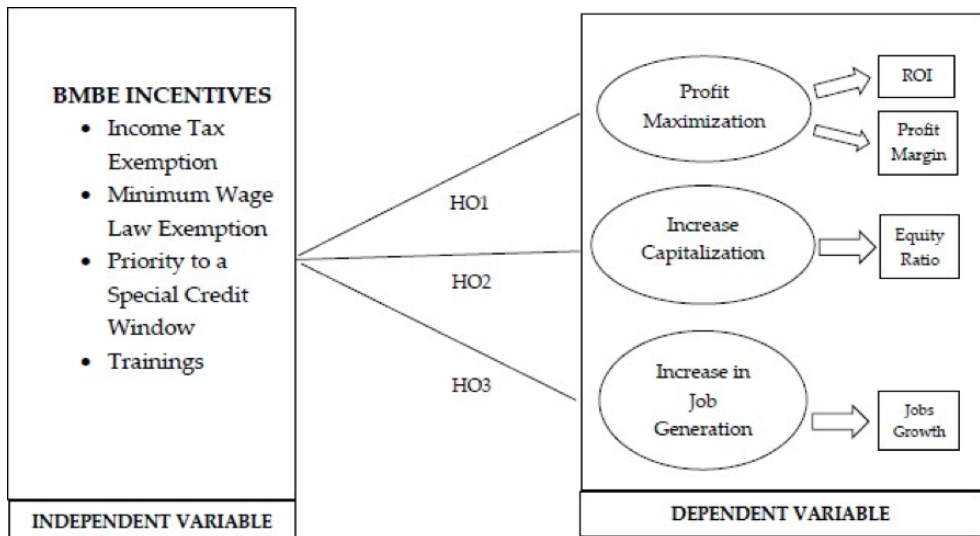 BMBE INCENTIVES
• Income Tax
Exemption
• Minimum Wage
Law Exemption
• Priority to a
Special Credit
Window
• Trainings
INDEPENDENT VARIABLE
HO1
HO2
HO3
Profit
Maximization
ROI
Profit
Margin
Increase
Capitalization
Equity
Ratio
Increase in
Job
Generation
Jobs
Growth
DEPENDENT VARIABLE